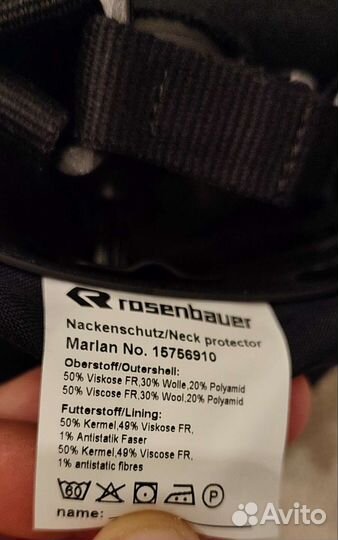 rosenbauer
Nackenschutz/Neck protector
Marlan No. 15756910
Oberstoff/Outershell:
50% Viskose FR,30% Wolle,20% Polyamid
50% Viscose FR,30% Wool,20% Polyamid
Futterstoff/Lining:
50% Kermel,49% Viskose FR,
1% Antistatik Faser
50% Kermel,49% Viscose FR,
1% antistatic fibres
60 P
name:
Avito